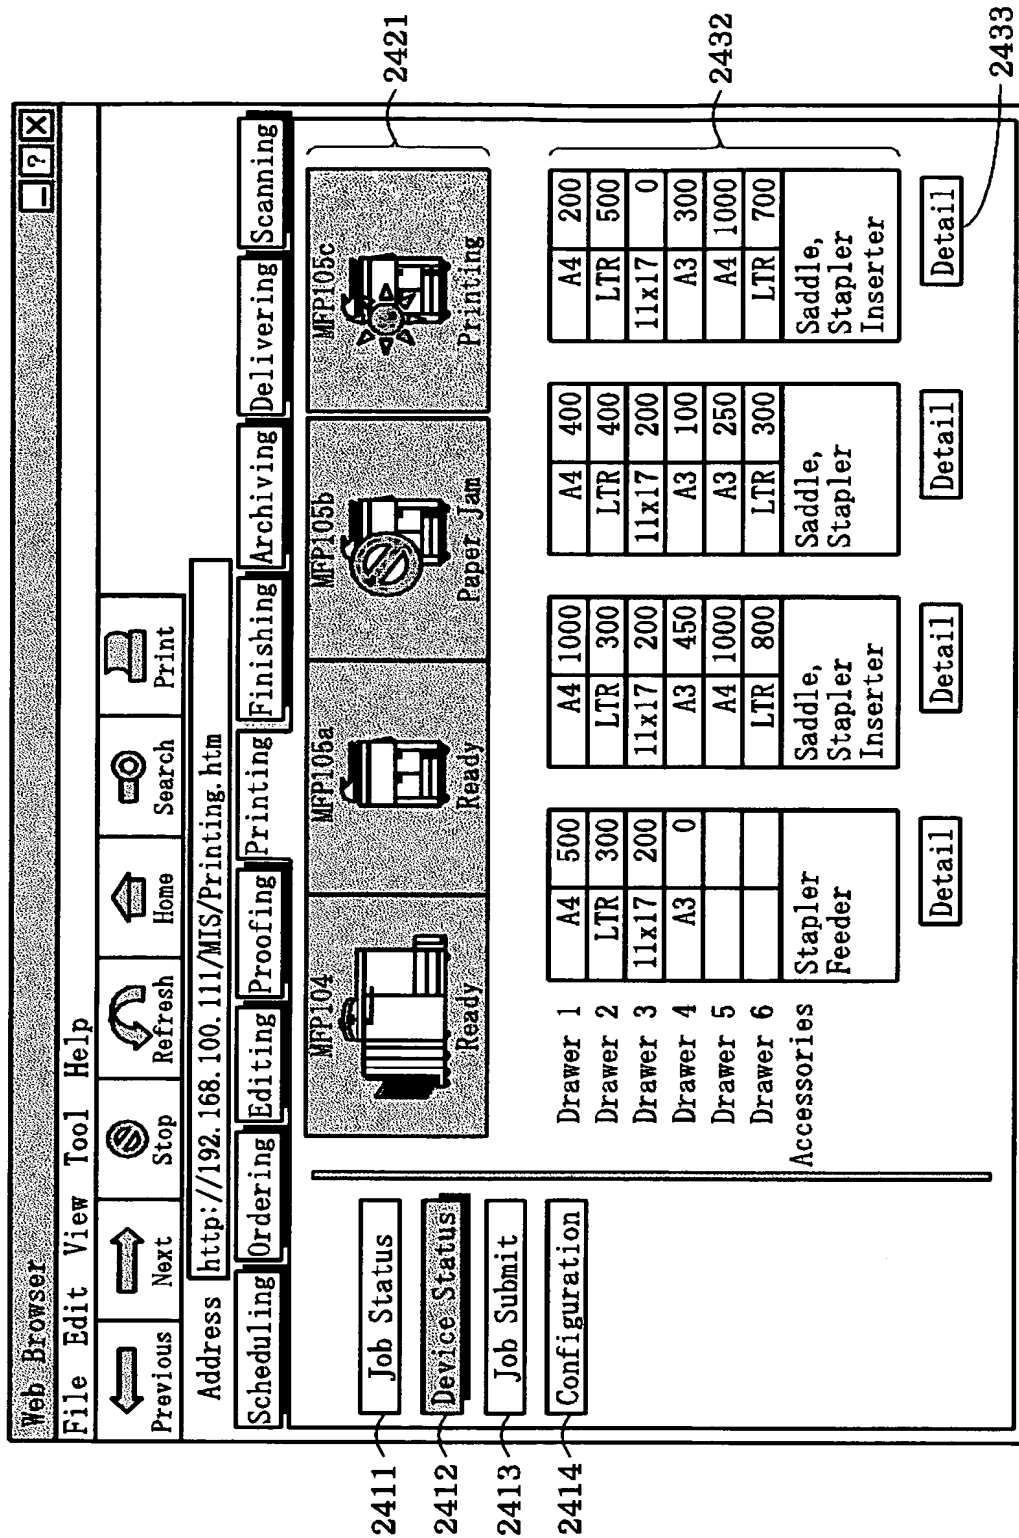 Web Browser _ ? X
File Edit View Tool Help
Previous Next Stop Refresh Home Search Print
Address http://192.168.100.111/MIS/Printing.htm
Scheduling Ordering Editing Proofing Printing Finishing Archiving Delivering Scanning
MFP104 MFP105a MFP105b MFP105c
Ready Ready Paper Jam Printing
2421
2411 Job Status
2412 Device Status
2413 Job Submit
2414 Configuration
Drawer 1 A4 500 A4 1000 A4 400 A4 200
Drawer 2 LTR 300 LTR 300 LTR 400 LTR 500
Drawer 3 11x17 200 11x17 200 11x17 200 11x17 0
Drawer 4 A3 0 A3 450 A3 100 A3 300
Drawer 5 A4 1000 A3 250 A4 1000
Drawer 6 LTR 800 LTR 300 LTR 700
2432
Accessories Stapler Saddle, Saddle, Saddle,
Feeder Stapler Stapler Stapler
Inserter Inserter
Detail Detail Detail Detail
2433